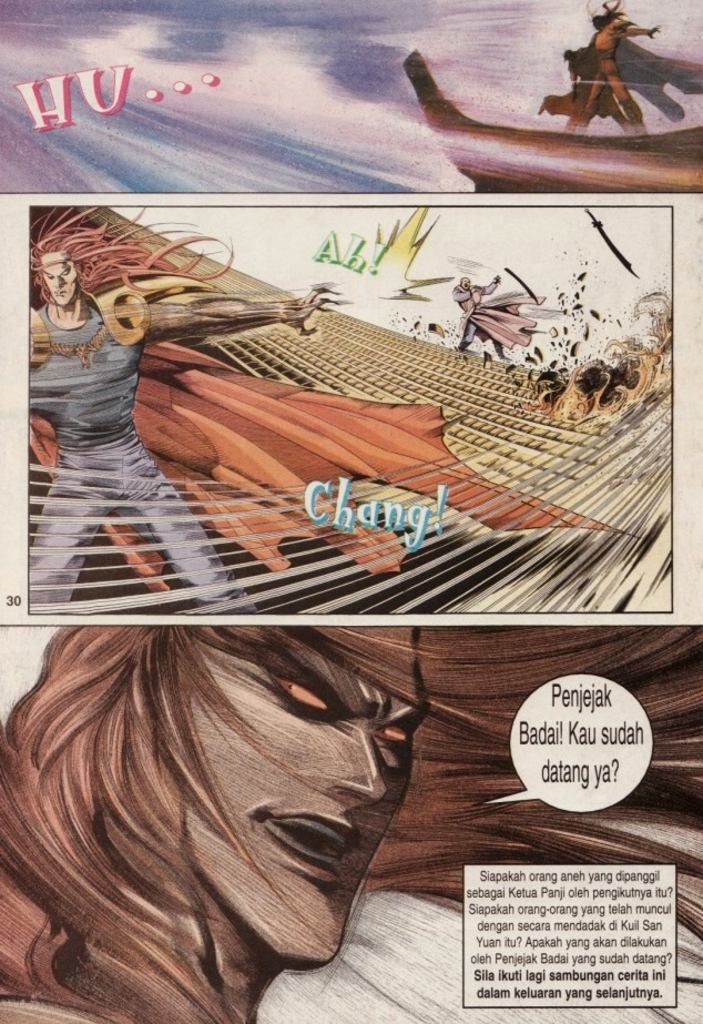 HU...
Ah!
Chang!
30
Penjejak
Badai! Kau sudah
datang ya?
Siapakah orang aneh yang dipanggil
sebagai Ketua Panji oleh pengikutnya itu?
Siapakah orang-orang yang telah muncul
dengan secara mendadak di Kuil San
Yuan itu? Apakah yang akan dilakukan
oleh Penjejak Badai yang sudah datang?
Sila ikuti lagi sambungan cerita ini
dalam keluaran yang selanjutnya.